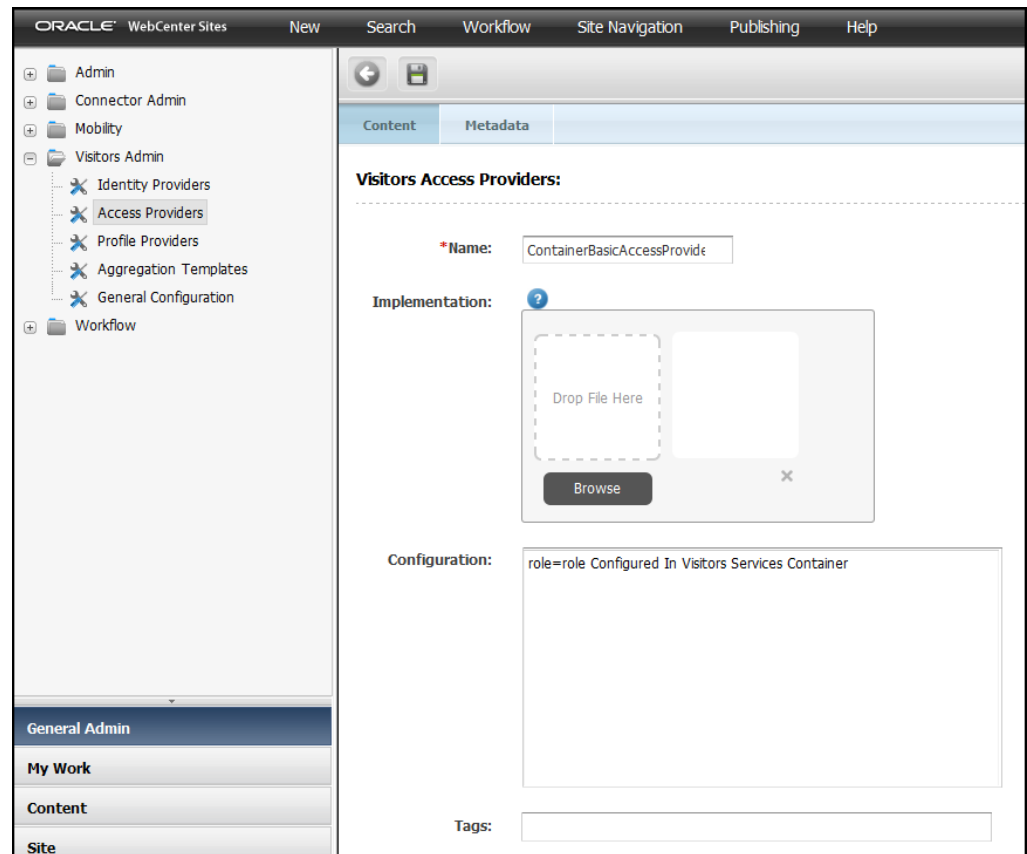 ORACLE WebCenter Sites New Search Workflow Site Navigation Publishing Help
Admin
Connector Admin
Mobility
Visitors Admin
Identity Providers
Access Providers
Profile Providers
Aggregation Templates
General Configuration
Workflow
General Admin
My Work
Content
Site
Content Metadata
Visitors Access Providers:
*Name: ContainerBasicAccessProvide
Implementation: ?
Drop File Here
Browse
Configuration: role=role Configured In Visitors Services Container
Tags: